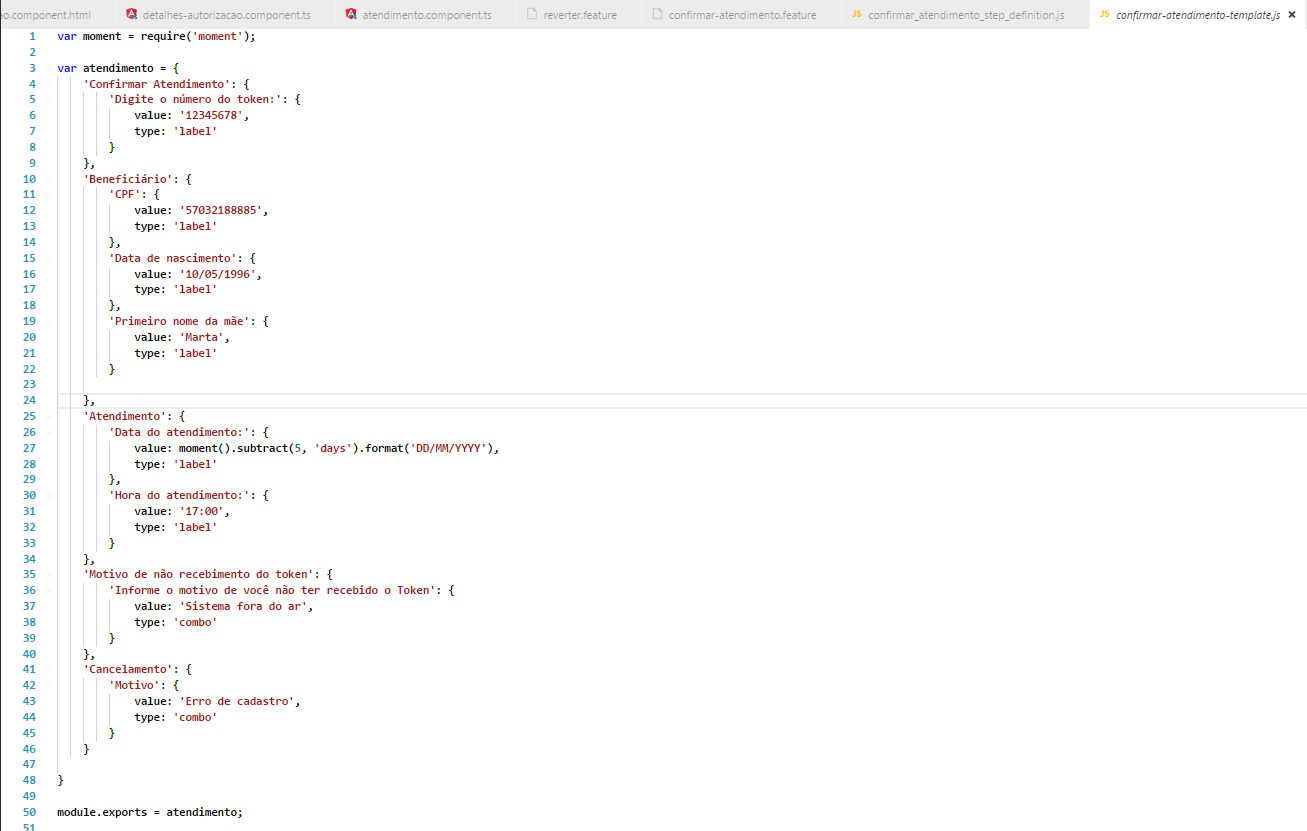 ao.component.html detalhes-autorizacao.component.ts atendimento.component.ts reverter.feature confirmar-atendimento.feature JS confirmar_atendimento_step_definition.js JS confirmar-atendimento-template.js ×
1 var moment = require('moment');
2
3 var atendimento = {
4 'Confirmar Atendimento': {
5 'Digite o número do token:': {
6 value: '12345678',
7 type: 'label'
8 }
9 },
10 'Beneficiário': {
11 'CPF': {
12 value: '57032188885',
13 type: 'label'
14 },
15 'Data de nascimento': {
16 value: '10/05/1996',
17 type: 'label'
18 },
19 'Primeiro nome da mãe': {
20 value: 'Marta',
21 type: 'label'
22 }
23
24 },
25 'Atendimento': {
26 'Data do atendimento:': {
27 value: moment().subtract(5, 'days').format('DD/MM/YYYY'),
28 type: 'label'
29 },
30 'Hora do atendimento:': {
31 value: '17:00',
32 type: 'label'
33 }
34 },
35 'Motivo de não recebimento do token': {
36 'Informe o motivo de você não ter recebido o Token': {
37 value: 'Sistema fora do ar',
38 type: 'combo'
39 }
40 },
41 'Cancelamento': {
42 'Motivo': {
43 value: 'Erro de cadastro',
44 type: 'combo'
45 }
46 }
47
48 }
49
50 module.exports = atendimento;
51